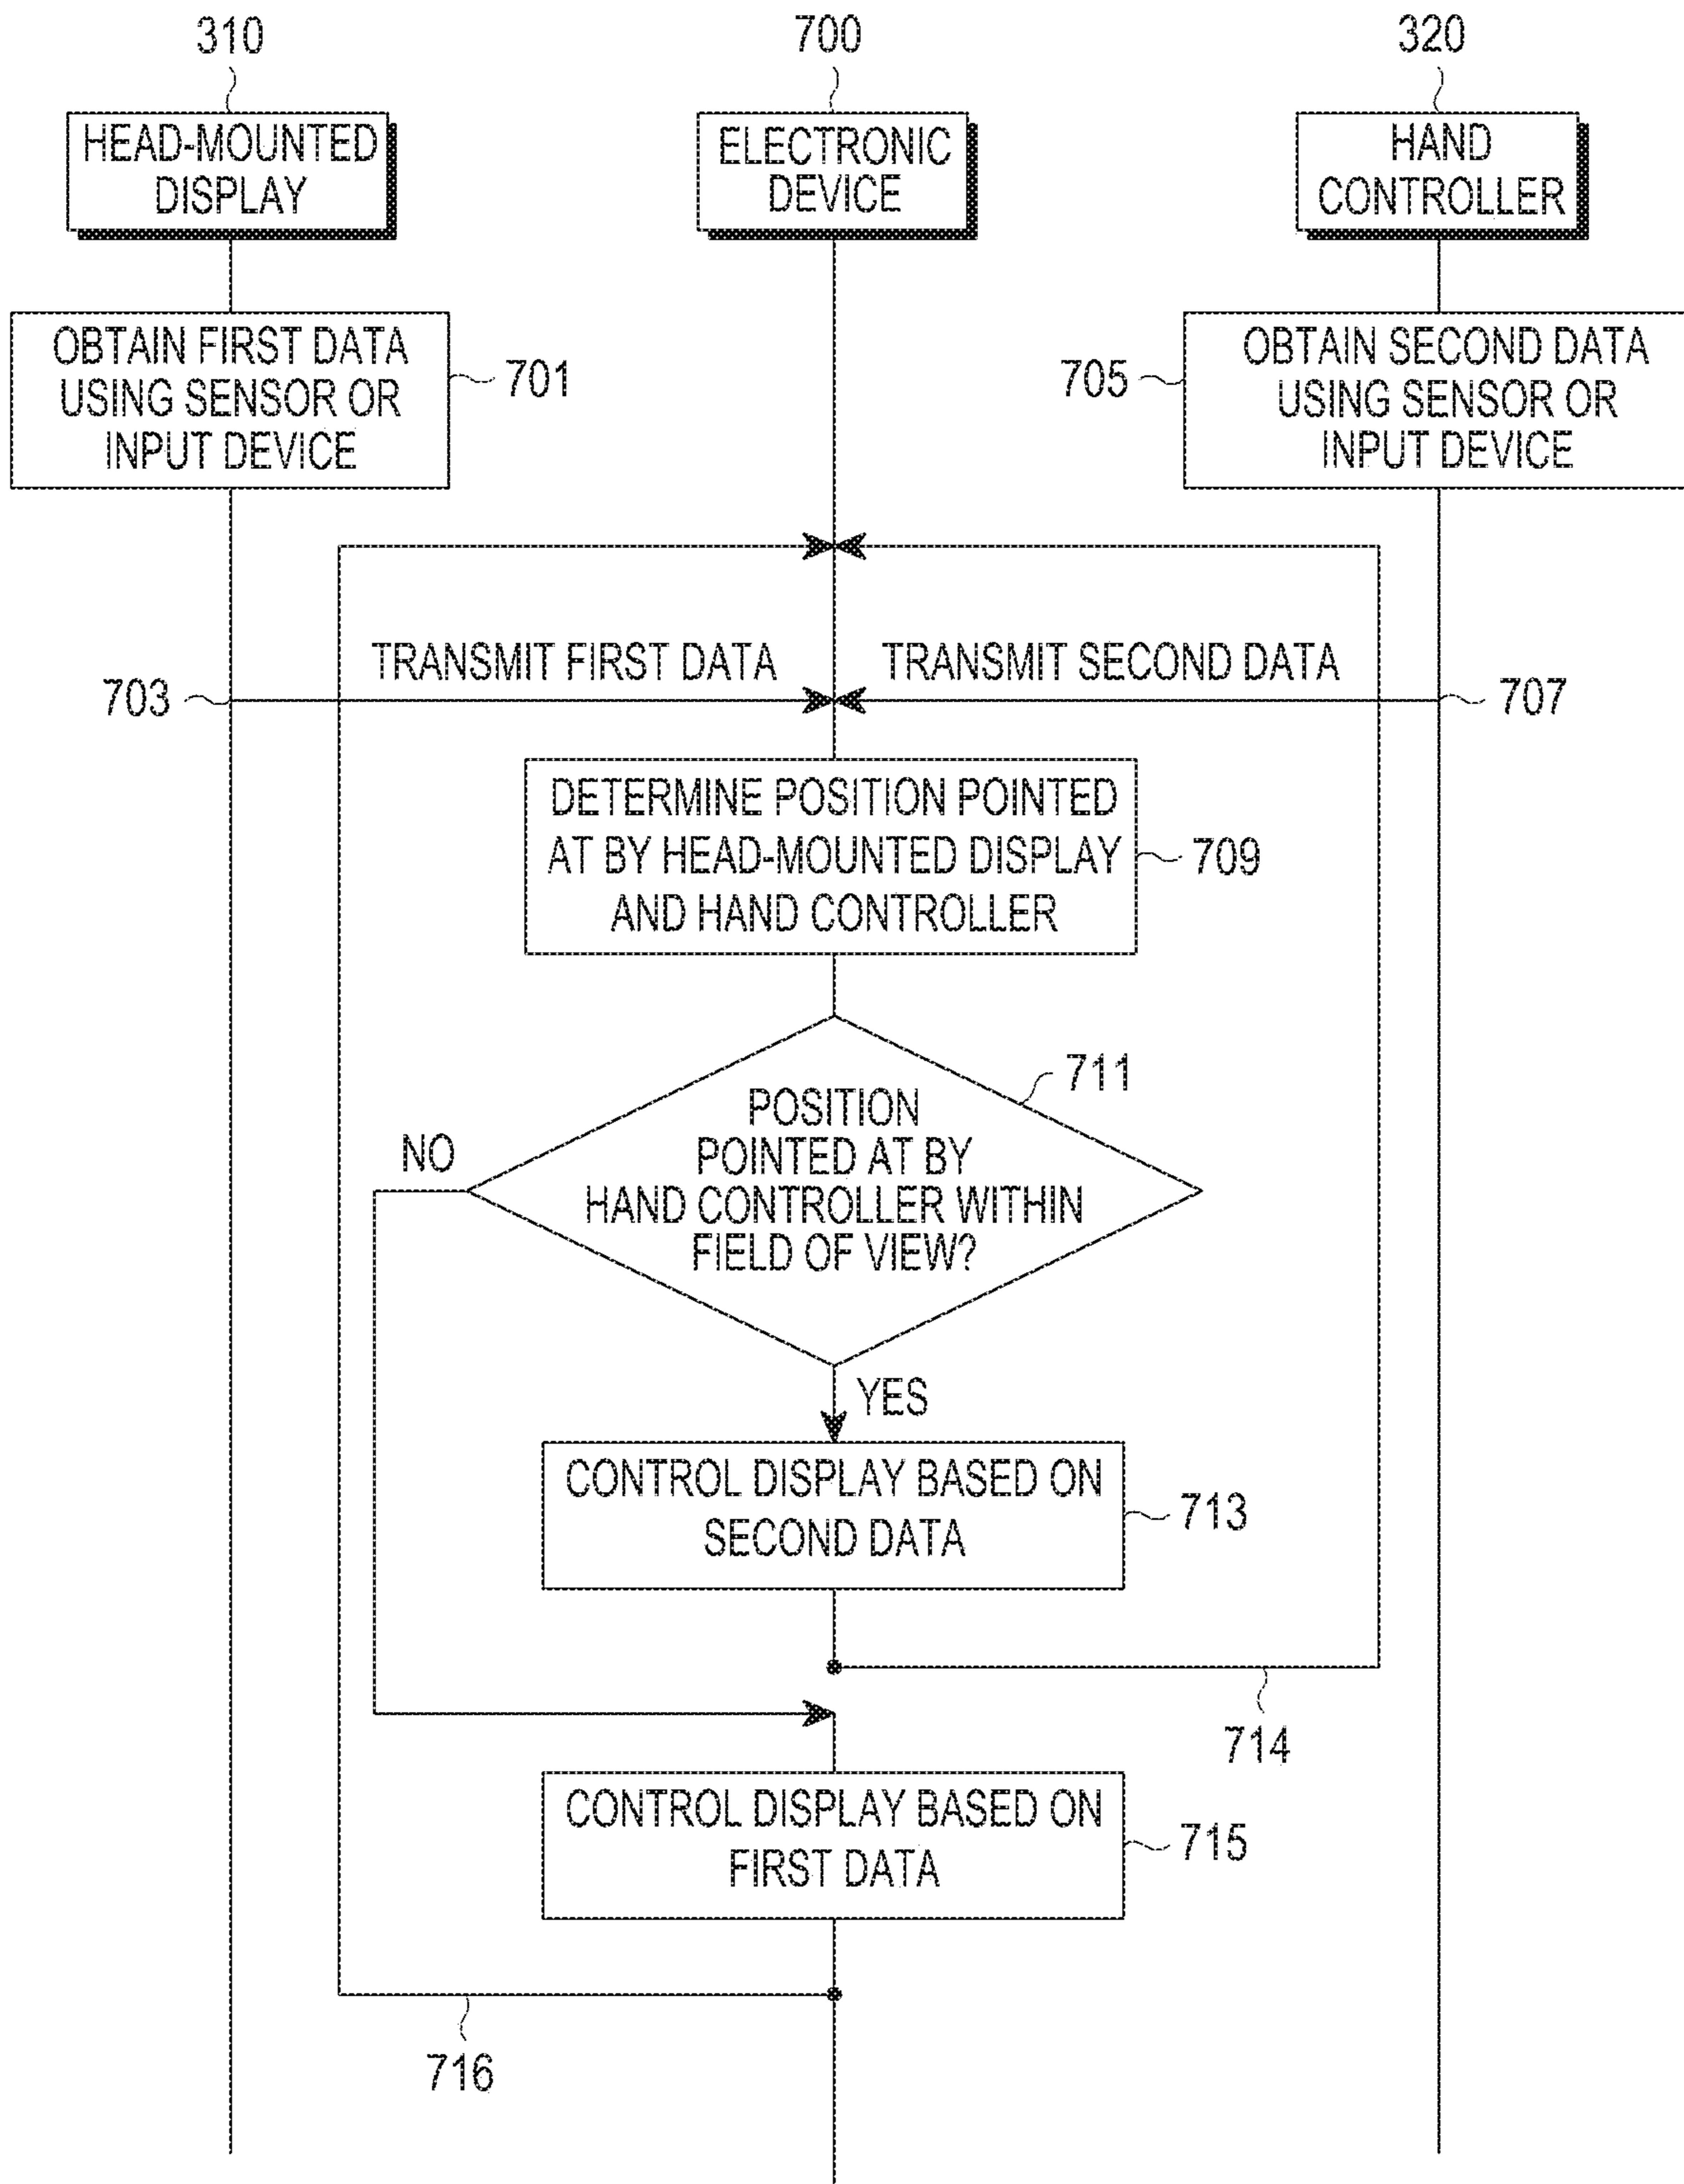 310
700
320
HEAD-MOUNTED
DISPLAY
ELECTRONIC
DEVICE
HAND
CONTROLLER
OBTAIN FIRST DATA
USING SENSOR OR
INPUT DEVICE
701
705
OBTAIN SECOND DATA
USING SENSOR OR
INPUT DEVICE
TRANSMIT FIRST DATA
TRANSMIT SECOND DATA
703
707
DETERMINE POSITION POINTED
AT BY HEAD-MOUNTED DISPLAY
AND HAND CONTROLLER
709
711
POSITION
POINTED AT BY
HAND CONTROLLER WITHIN
FIELD OF VIEW?
NO
YES
CONTROL DISPLAY BASED ON
SECOND DATA
713
714
CONTROL DISPLAY BASED ON
FIRST DATA
715
716